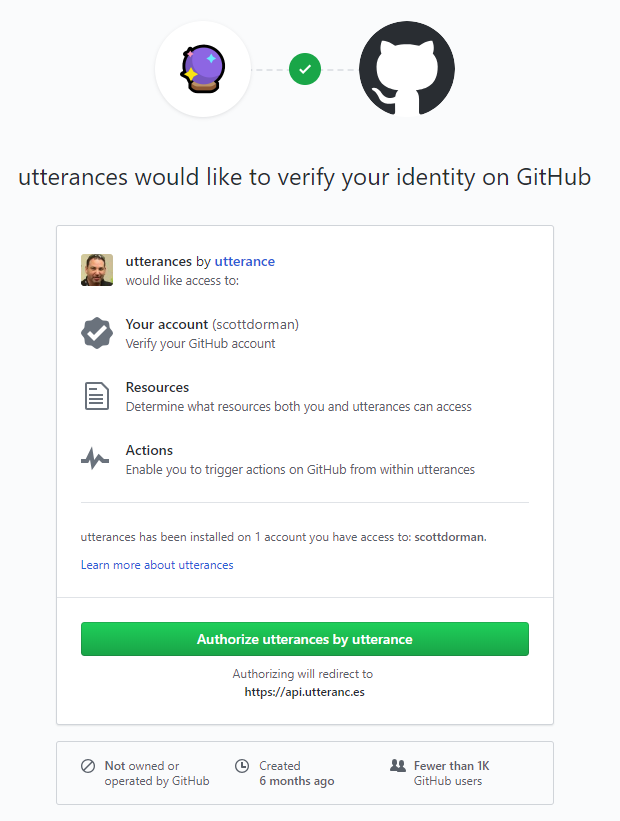 utterances would like to verify your identity on GitHub
utterances by utterance
would like access to:
Your account (scottdorman)
Verify your GitHub account
Resources
Determine what resources both you and utterances can access
Actions
Enable you to trigger actions on GitHub from within utterances
utterances has been installed on 1 account you have access to: scottdorman.
Learn more about utterances
Authorize utterances by utterance
Authorizing will redirect to
https://api.utteranc.es
Not owned or
operated by GitHub
Created
6 months ago
Fewer than 1K
GitHub users